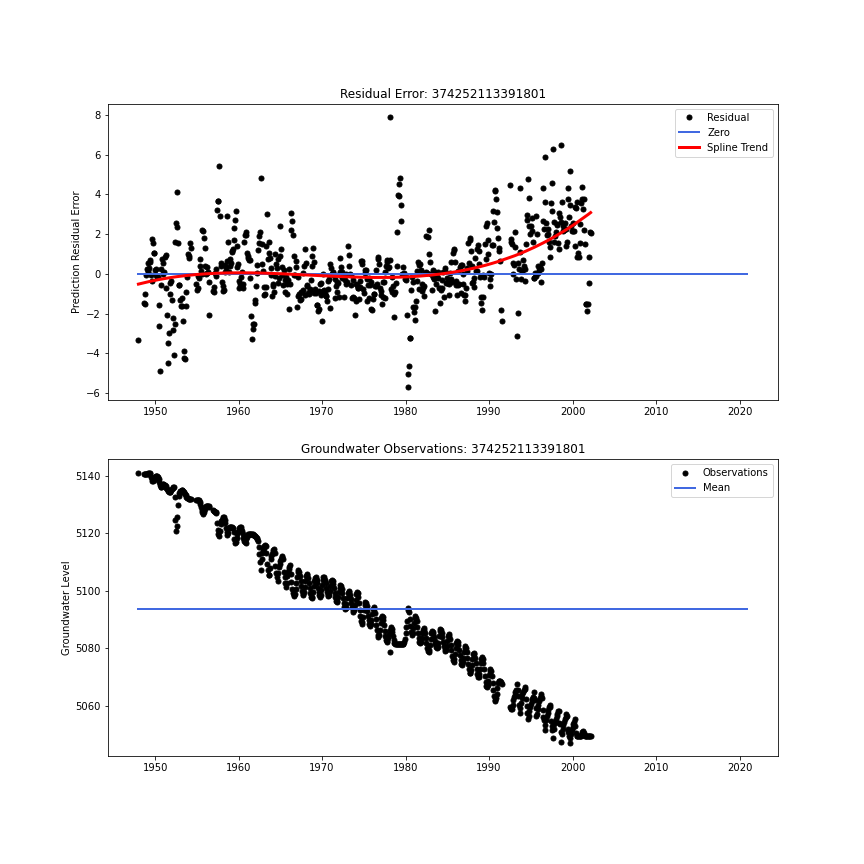 Residual Error: 374252113391801
Prediction Residual Error
8
6
4
2
0
−2
−4
−6
Residual
Zero
Spline Trend
1950 1960 1970 1980 1990 2000 2010 2020
Groundwater Observations: 374252113391801
Groundwater Level
5140
5120
5100
5080
5060
Observations
Mean
1950 1960 1970 1980 1990 2000 2010 2020